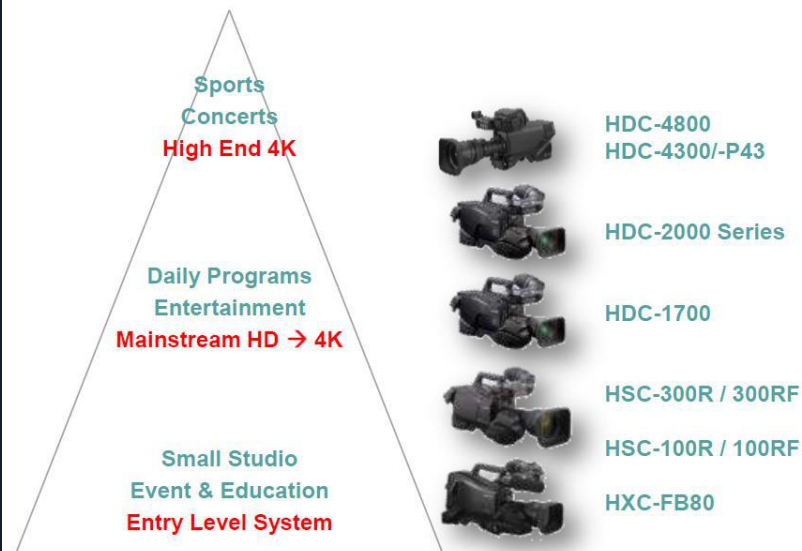 Sports
Concerts
High End 4K
Daily Programs
Entertainment
Mainstream HD → 4K
Small Studio
Event & Education
Entry Level System
HDC-4800
HDC-4300/-P43
HDC-2000 Series
HDC-1700
HSC-300R / 300RF
HSC-100R / 100RF
HXC-FB80